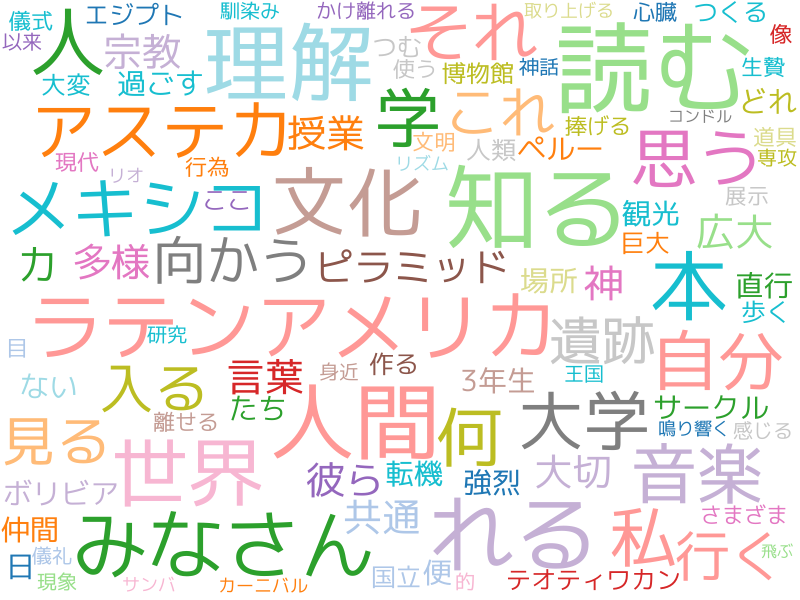 儀式 エジプト 馴染み かけ離れる 取り上げる 心臓 つくる
以来 人 宗教 理解 つむ それ 読む 像
大変 過ごす 使う 博物館 神話 生贄
アステカ 授業 学 これ 捧げる コンドル どれ
現代 リオ 行為 文明 人類 ペルー 思う 道具
リズム 専攻
メキシコ ここ 文化 知る 観光 展示
力 多様 向かう ピラミッド 場所 神 巨大 広大
本 直行
ラテンアメリカ 研究 遺跡 自分 歩く
目 ない 入る 言葉 身近 作る 3年生 王国
離せる たち 人間 何 大学 サークル
見る 世界 彼ら 転機 強烈 大切 音楽 鳴り響く 感じる
ボリビア
仲間 みなさん 共通 れる 私 行く さまざま
日 儀礼 現象 サンバ カーニバル 国立 便 的 テオティワカン 飛ぶ